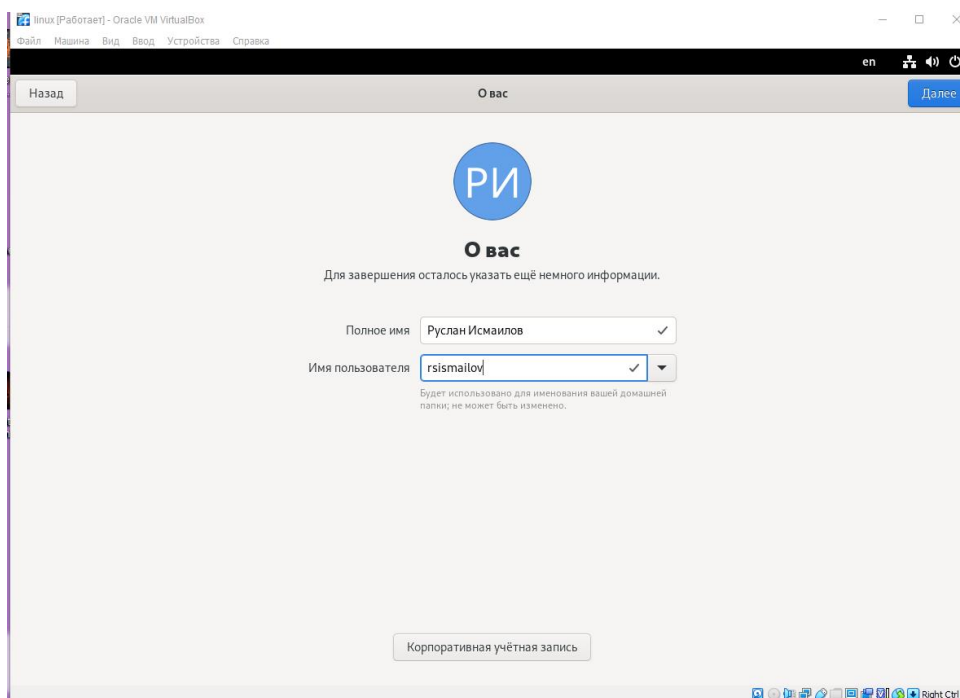 linux [Работает] - Oracle VM VirtualBox
Файл Машина Вид Ввод Устройства Справка
en
Назад
О вас
Далее
РИ
О вас
Для завершения осталось указать ещё немного информации.
Полное имя Руслан Исмаилов
Имя пользователя rsismailov
Будет использовано для именования вашей домашней
папки; не может быть изменено.
Корпоративная учётная запись
Right Ctrl